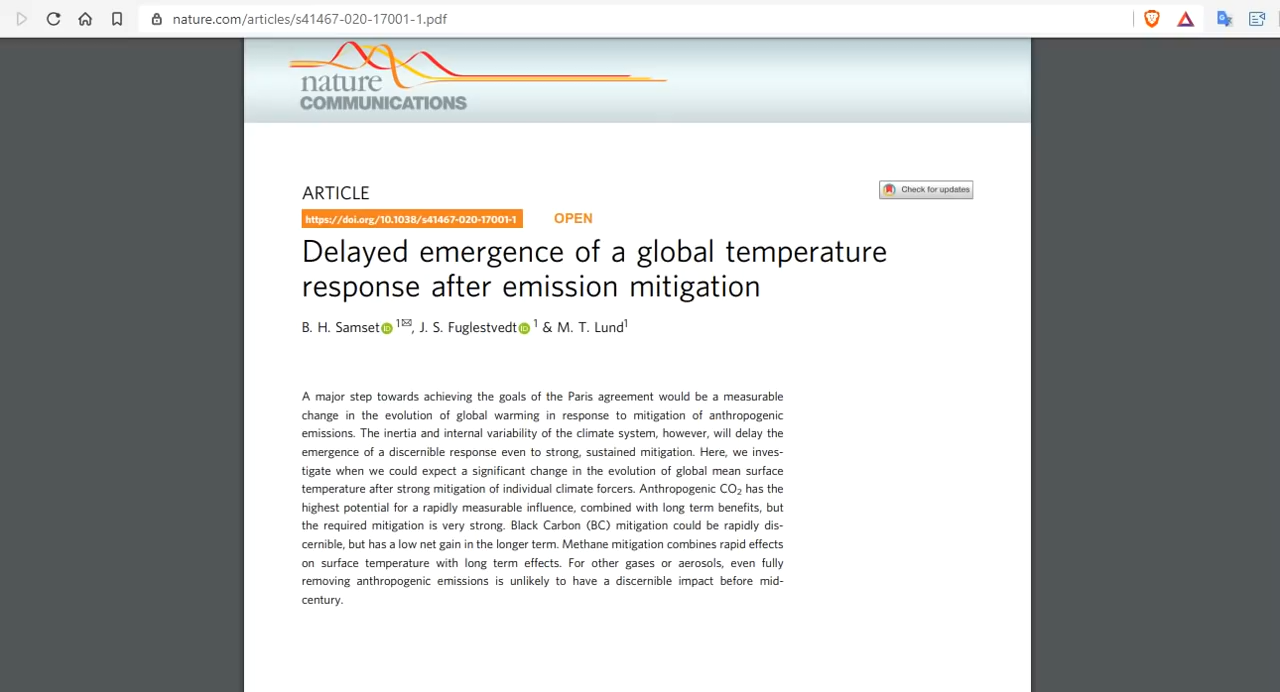 nature.com/articles/s41467-020-17001-1.pdf
nature
COMMUNICATIONS
ARTICLE
Check for updates
https://doi.org/10.1038/s41467-020-17001-1 OPEN
Delayed emergence of a global temperature
response after emission mitigation
B. H. Samset iD 1✉, J. S. Fuglestvedt iD 1 & M. T. Lund1
A major step towards achieving the goals of the Paris agreement would be a measurable
change in the evolution of global warming in response to mitigation of anthropogenic
emissions. The inertia and internal variability of the climate system, however, will delay the
emergence of a discernible response even to strong, sustained mitigation. Here, we inves-
tigate when we could expect a significant change in the evolution of global mean surface
temperature after strong mitigation of individual climate forcers. Anthropogenic CO2 has the
highest potential for a rapidly measurable influence, combined with long term benefits, but
the required mitigation is very strong. Black Carbon (BC) mitigation could be rapidly dis-
cernible, but has a low net gain in the longer term. Methane mitigation combines rapid effects
on surface temperature with long term effects. For other gases or aerosols, even fully
removing anthropogenic emissions is unlikely to have a discernible impact before mid-
century.